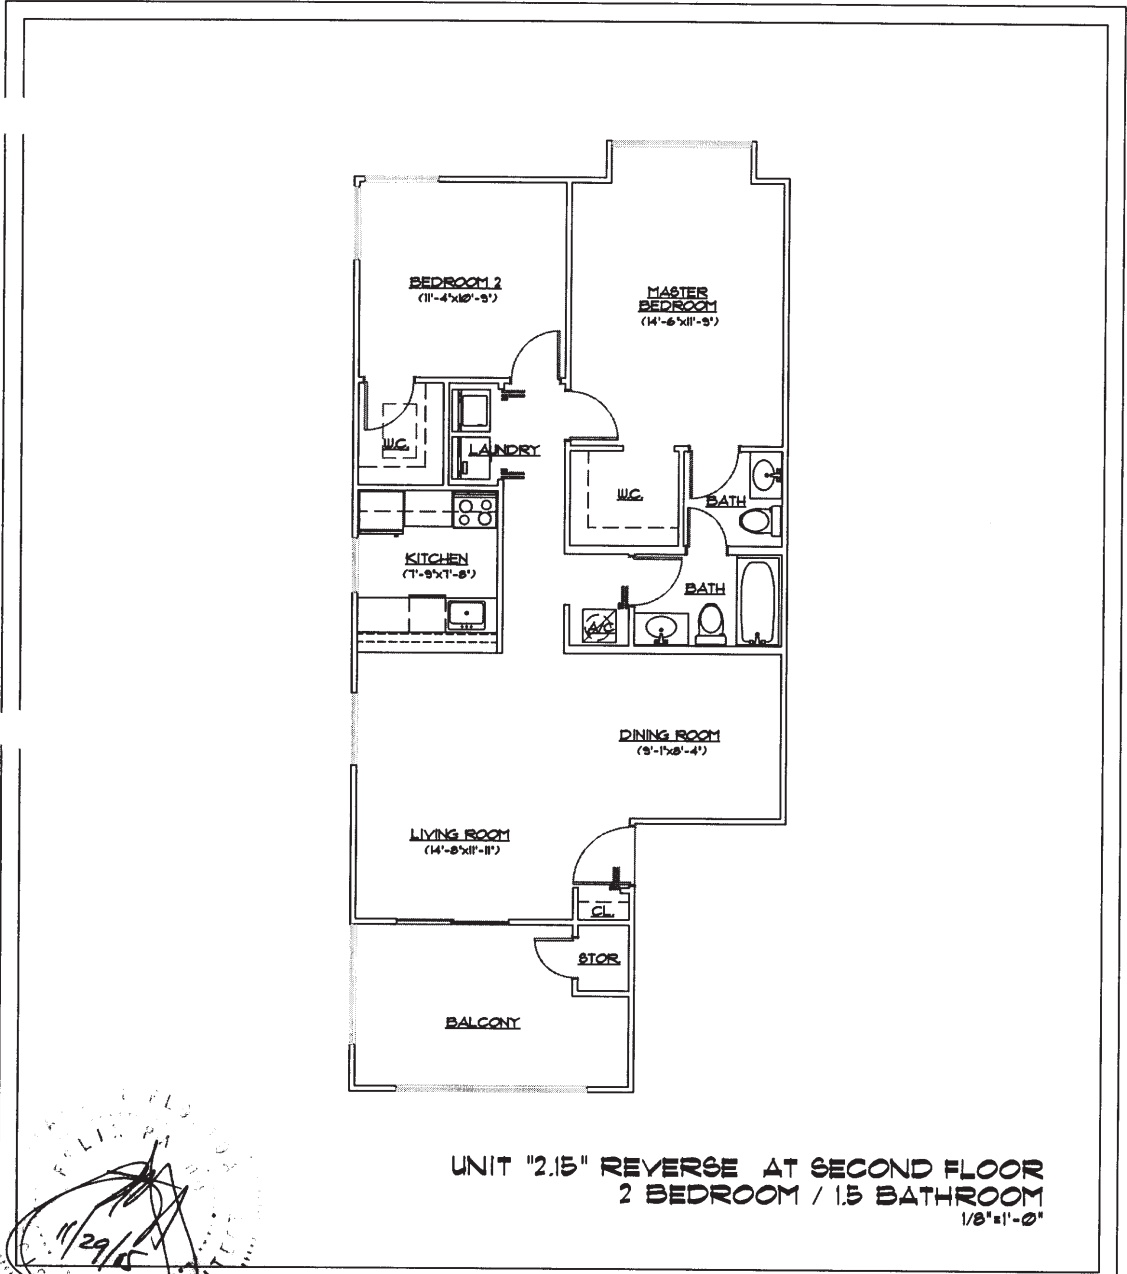 BEDROOM 2
(11'-4"x10'-9")
MASTER
BEDROOM
(14'-6"x11'-9")
W.C.
LAUNDRY
W.C.
BATH
KITCHEN
(7'-9"x7'-8")
BATH
A/C
DINING ROOM
(9'-1"x8'-4")
LIVING ROOM
(14'-8"x11'-11")
CL.
STOR
BALCONY
UNIT "2.15" REVERSE AT SECOND FLOOR
2 BEDROOM / 1.5 BATHROOM
1/8"=1'-0"
11/29/05